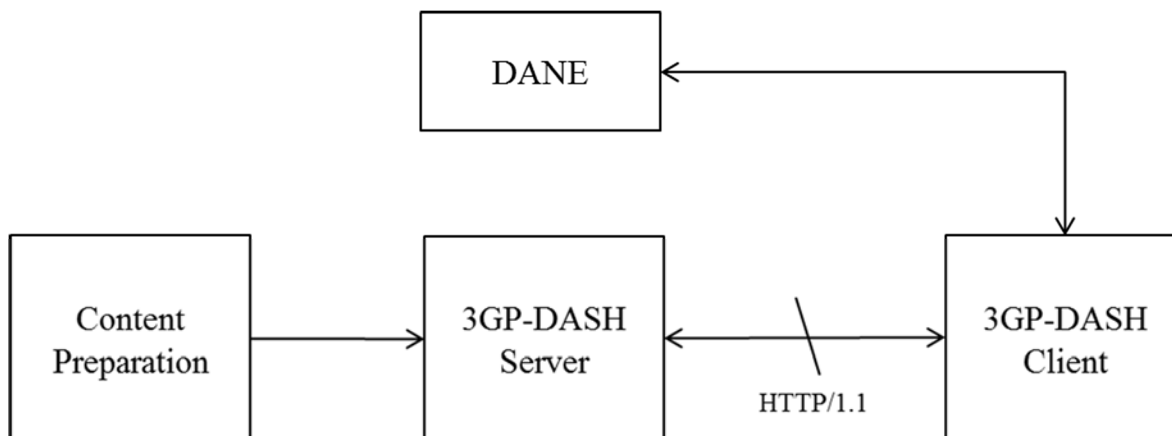 DANE
Content
Preparation
3GP-DASH
Server
HTTP/1.1
3GP-DASH
Client